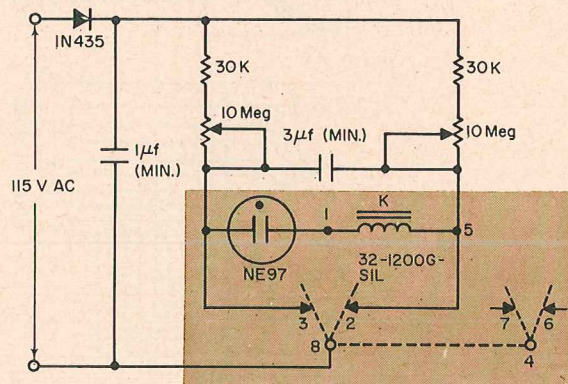 IN435
30K
30K
10 Meg
10 Meg
3µf (MIN.)
1µf
(MIN.)
115 V AC
K
1
5
NE97
32-1200G-
SIL
3
2
7
6
8
4